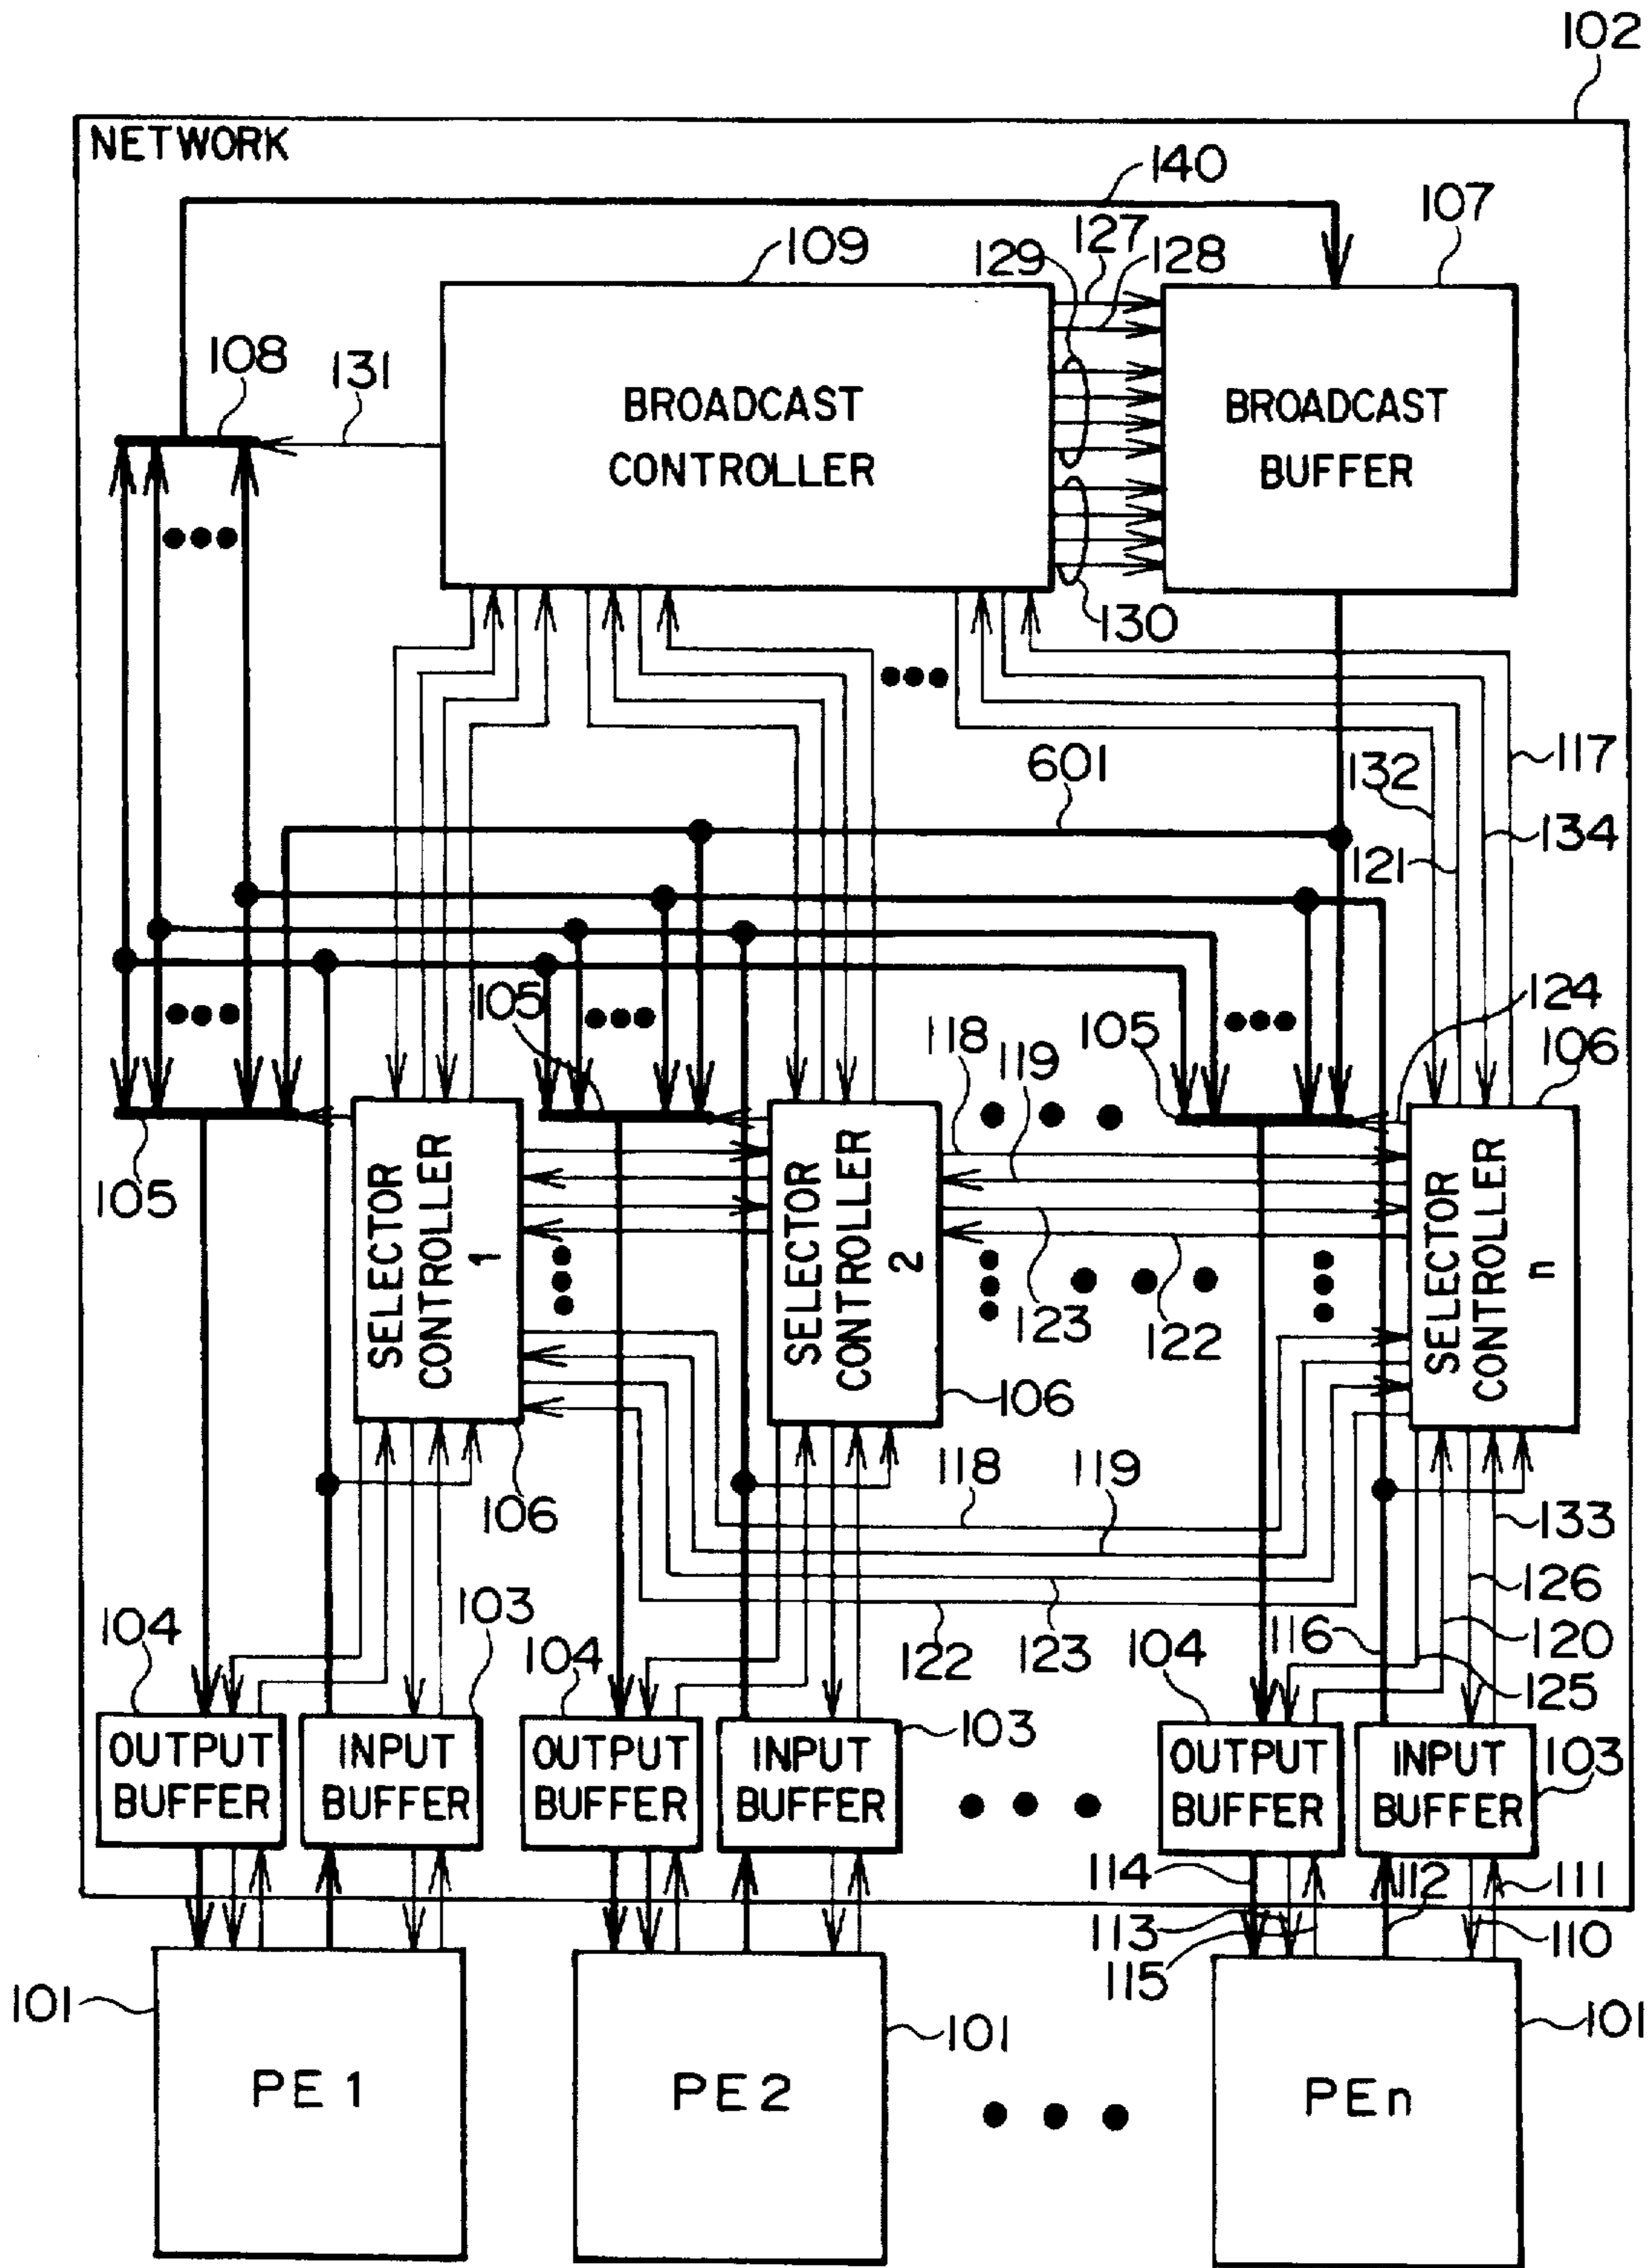 102
NETWORK
140
107
109
127
129
128
108
131
BROADCAST
CONTROLLER
BROADCAST
BUFFER
130
117
601
132
134
121
105
124
118
119
105
106
105
SELECTOR
CONTROLLER
1
SELECTOR
CONTROLLER
2
SELECTOR
CONTROLLER
n
123
122
106
118
119
106
133
126
103
104
104
122
123
116
104
120
125
OUTPUT
BUFFER
INPUT
BUFFER
OUTPUT
BUFFER
INPUT
BUFFER
103
OUTPUT
BUFFER
INPUT
BUFFER
103
114
112
111
113
110
115
101
PE 1
101
PE 2
101
PE n